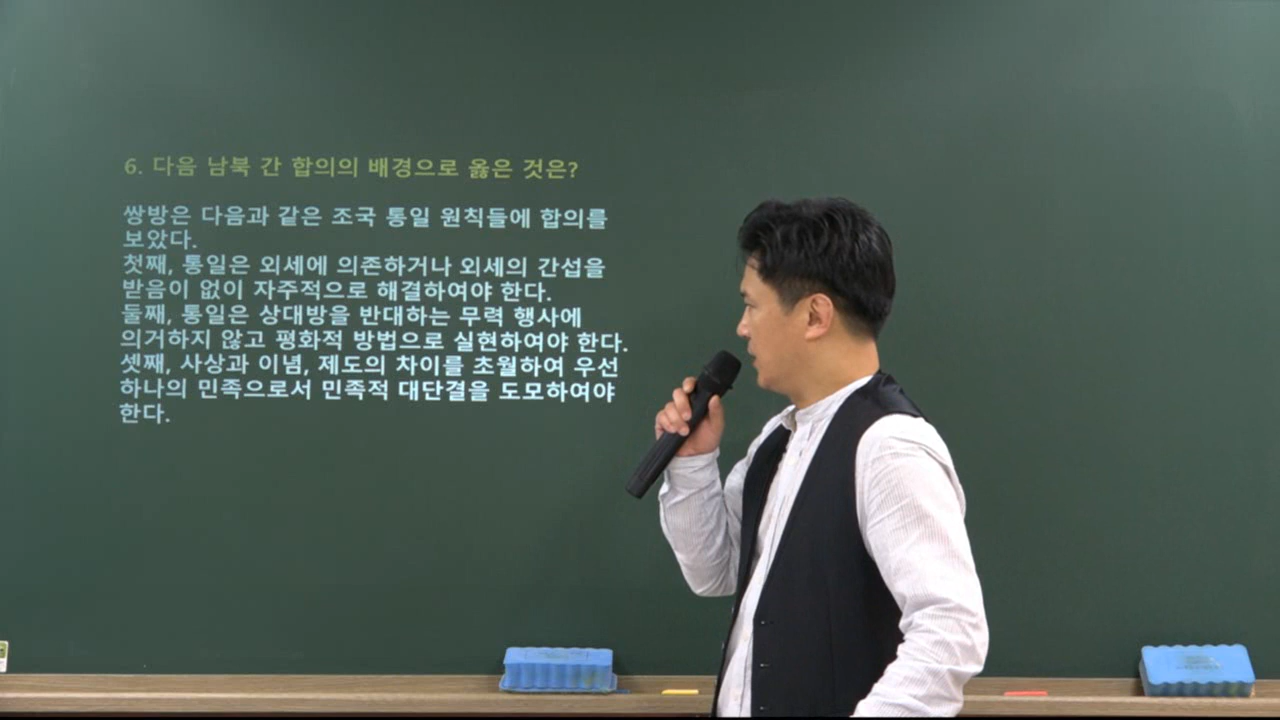 6. 다음 남북 간 합의의 배경으로 옳은 것은?
쌍방은 다음과 같은 조국 통일 원칙들에 합의를
보았다.
첫째, 통일은 외세에 의존하거나 외세의 간섭을
받음이 없이 자주적으로 해결하여야 한다.
둘째, 통일은 상대방을 반대하는 무력 행사에
의거하지 않고 평화적 방법으로 실현하여야 한다.
셋째, 사상과 이념, 제도의 차이를 초월하여 우선
하나의 민족으로서 민족적 대단결을 도모하여야
한다.